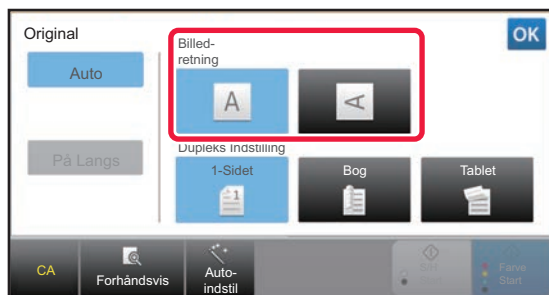 Original
OK
Billed-
retning
Auto
A
A
På Langs
Dupleks Indstilling
1-Sidet
Bog
Tablet
1
CA
Forhåndsvis
Auto-
indstil
Farve
Start